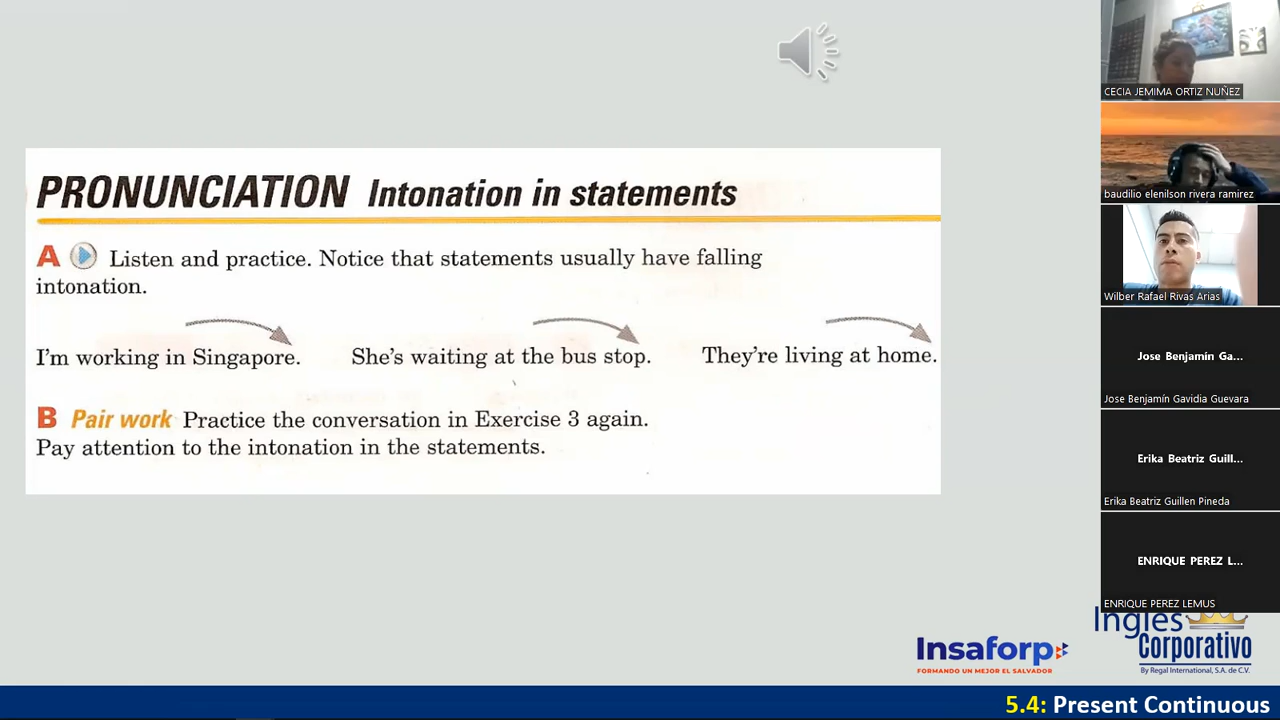 PRONUNCIATION Intonation in statements
A Listen and practice. Notice that statements usually have falling
intonation.
I'm working in Singapore. She's waiting at the bus stop. They're living at home.
B Pair work Practice the conversation in Exercise 3 again.
Pay attention to the intonation in the statements.
CECIA JEMIMA ORTIZ NUÑEZ
baudilio elenilson rivera ramirez
Wilber Rafael Rivas Arias
Jose Benjamín Ga...
Jose Benjamín Gavidia Guevara
Erika Beatriz Guill...
Erika Beatriz Guillen Pineda
ENRIQUE PEREZ L...
ENRIQUE PEREZ LEMUS
Insaforp
FORMANDO UN MEJOR EL SALVADOR
Ingles
Corporativo
By Regal International, S.A. de C.V.
5.4: Present Continuous